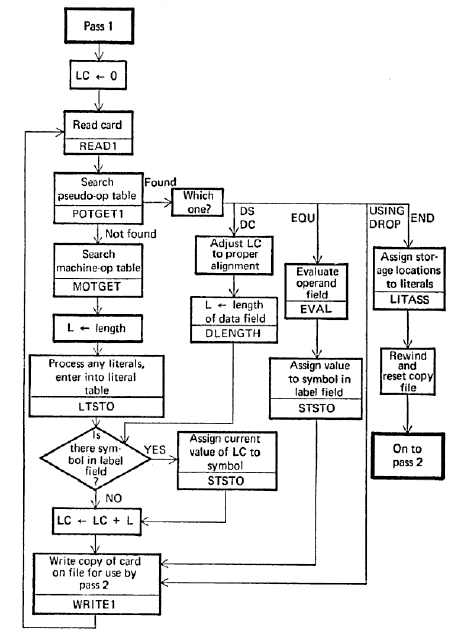 Pass 1
LC ← 0
Read card
READ1
Search
pseudo-op table
POTGET1
Found
Which
one?
DS
DC
EQU
USING
DROP
END
Not found
Search
machine-op table
MOTGET
L ← length
Process any literals,
enter into literal
table
LTSTO
Is
there sym-
bol in label
field
?
YES
NO
Assign current
value of LC to
symbol
STSTO
LC ← LC + L
Write copy of card
on file for use by
pass 2
WRITE1
Adjust LC
to proper
alignment
L ← length
of data field
DLENGTH
Evaluate
operand
field
EVAL
Assign value
to symbol in
label field
STSTO
Assign stor-
age locations
to literals
LITASS
Rewind
and
reset copy
file
On to
pass 2